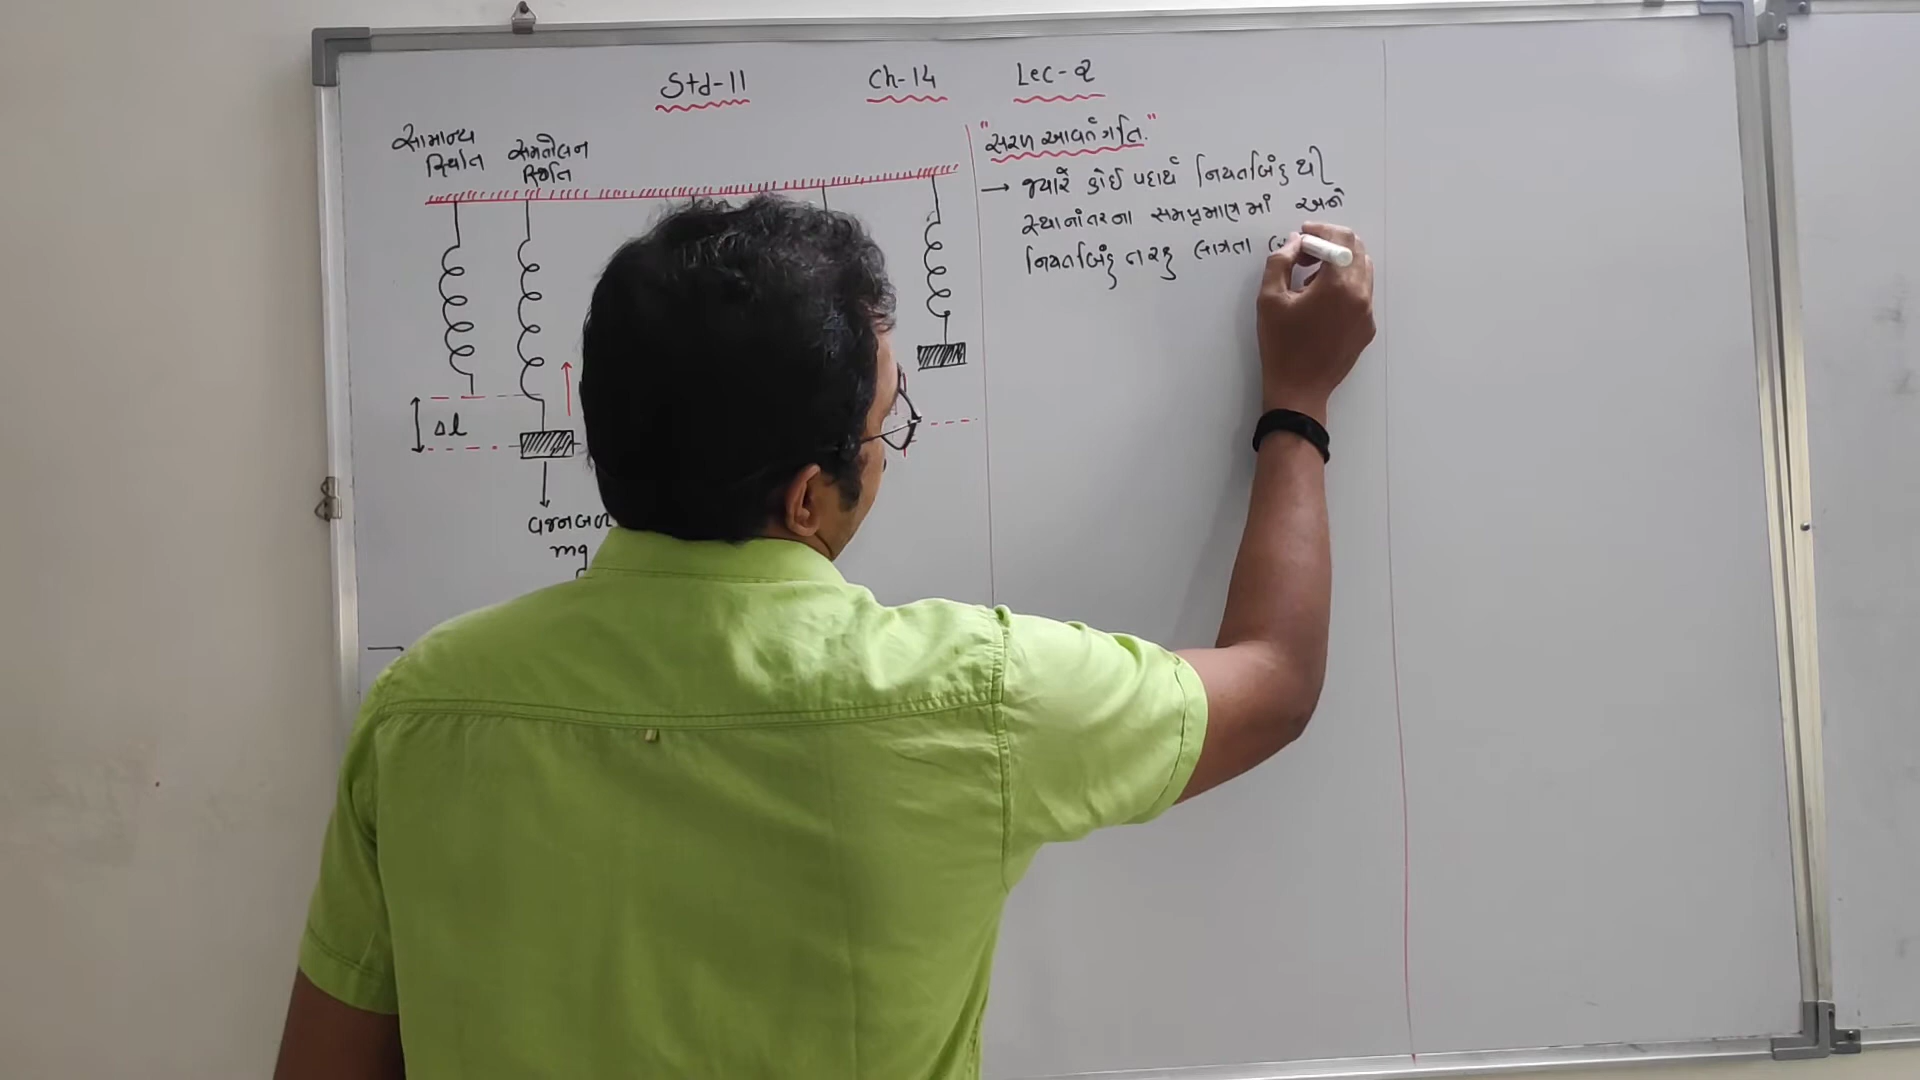 Std-11 Ch-14 Lec-2
સામાન્ય
સ્થિતિ
સમતોલન
સ્થિતિ
Δl
વજનબળ
mg
"સરળ આવર્તગતિ."
→ જ્યારે કોઈ પદાર્થ નિયતબિંદુ થી
સ્થાનાંતરના સમપ્રમાણમાં અને
નિયતબિંદુ તરફ લાગતા